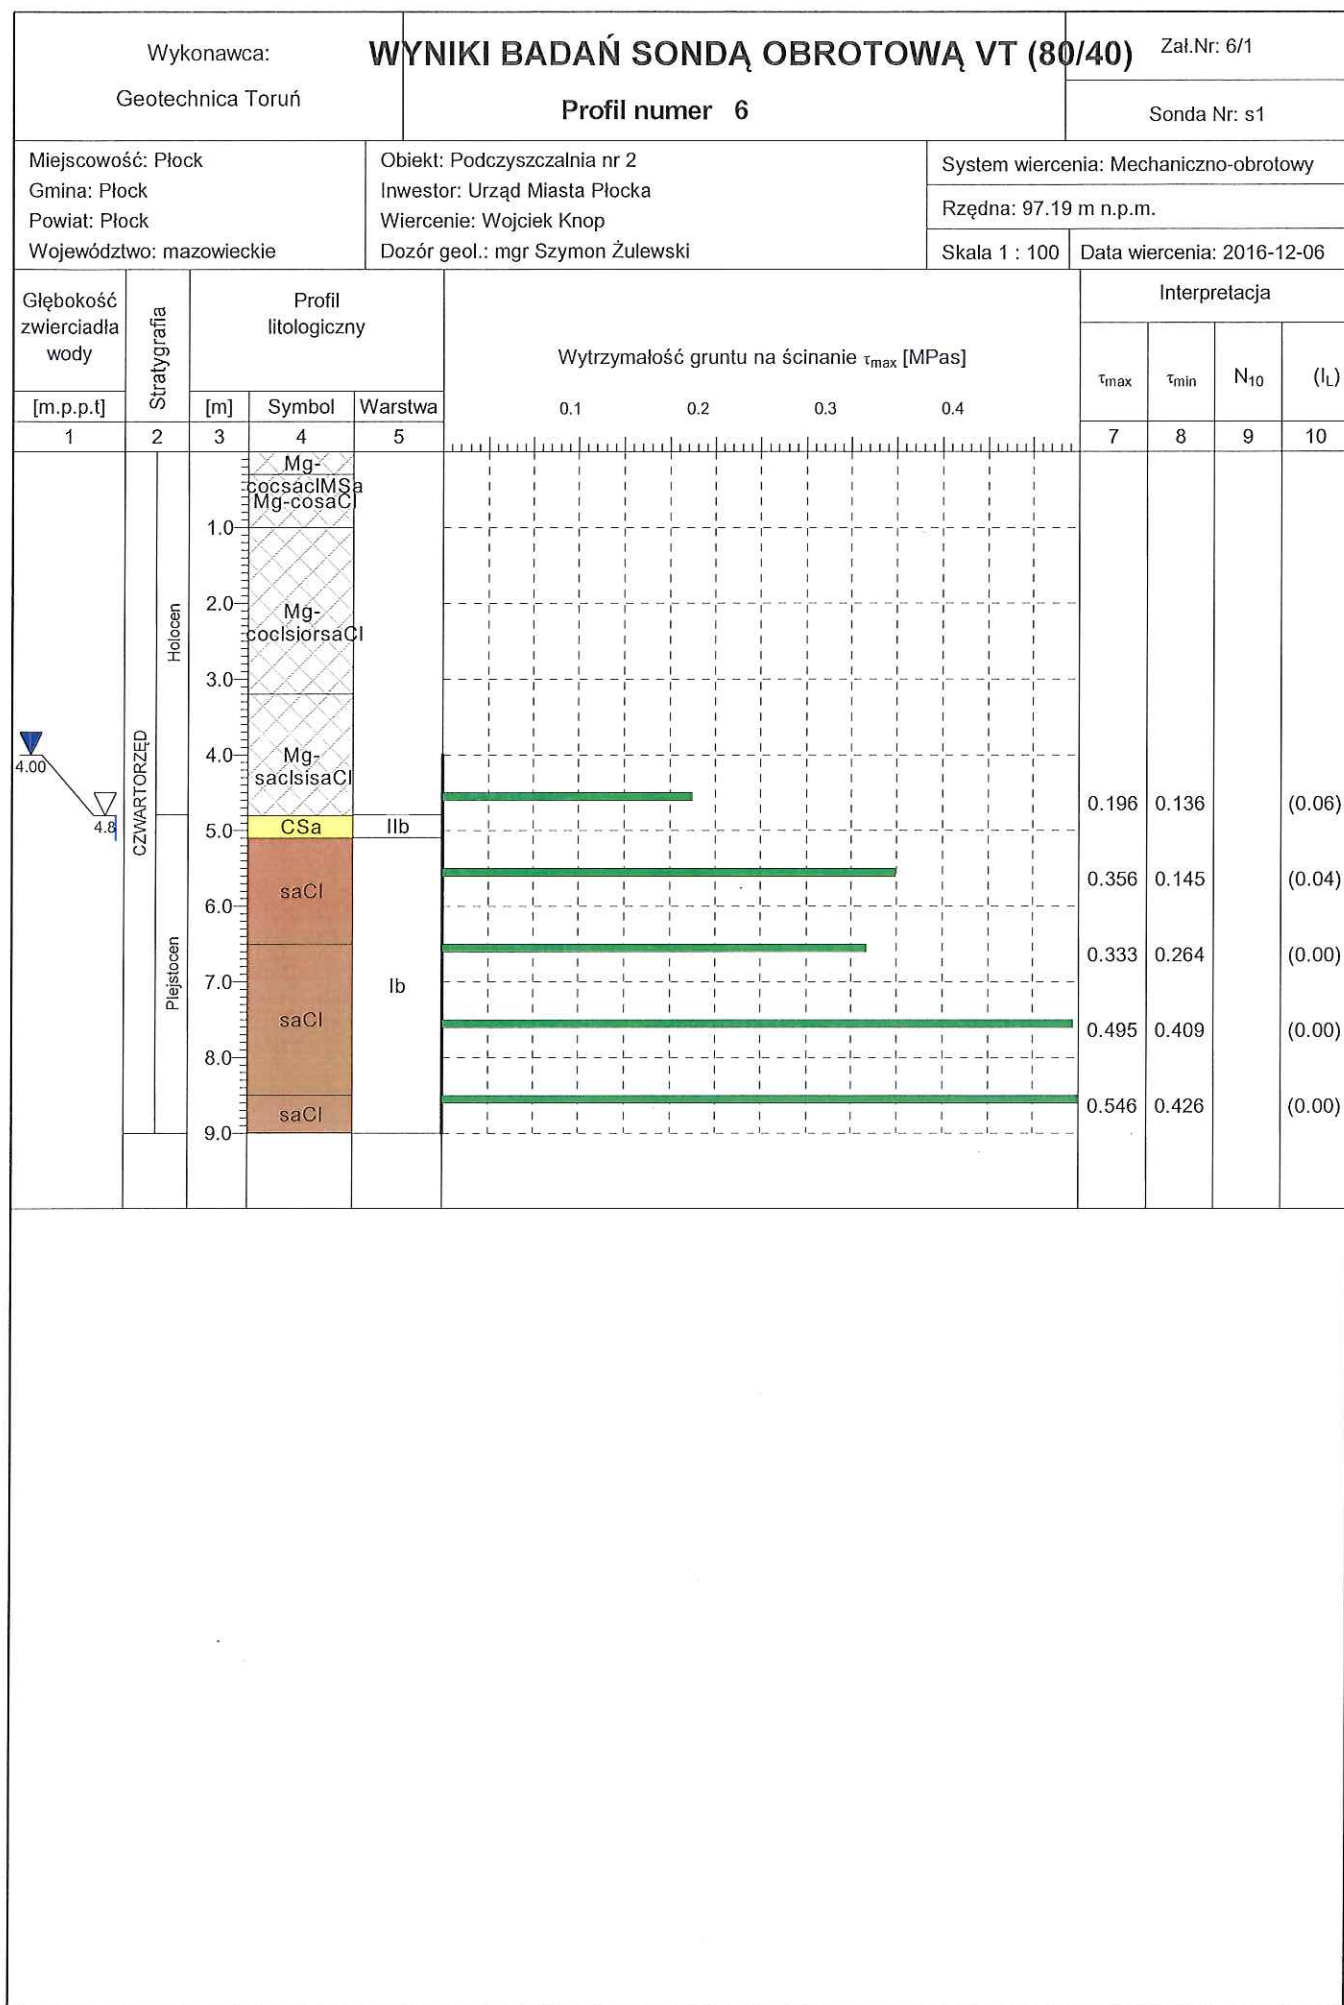 Wykonawca:
Geotechnica Toruń
WYNIKI BADAŃ SONDĄ OBROTOWĄ VT (80/40)
Profil numer 6
Zał.Nr: 6/1
Sonda Nr: s1
Miejscowość: Płock
Gmina: Płock
Powiat: Płock
Województwo: mazowieckie
Obiekt: Podczyszczalnia nr 2
Inwestor: Urząd Miasta Płocka
Wiercenie: Wojciek Knop
Dozór geol.: mgr Szymon Żulewski
System wiercenia: Mechaniczno-obrotowy
Rzędna: 97.19 m n.p.m.
Skala 1 : 100
Data wiercenia: 2016-12-06
Głębokość
zwierciadła
wody
[m.p.p.t]
Stratygrafia
Profil
litologiczny
[m] Symbol Warstwa
Wytrzymałość gruntu na ścinanie τmax [MPas]
0.1 0.2 0.3 0.4
Interpretacja
τmax τmin N10 (IL)
1 2 3 4 5 7 8 9 10
Mg-
cocsaclMSa
Mg-cosaCl
1.0
2.0
Mg-
coclsiorsaCl
Holocen
3.0
4.0
4.00
Mg-
saclsisaCl
CZWARTORZĘD
0.196 0.136 (0.06)
4.8
5.0
CSa IIb
saCl
0.356 0.145 (0.04)
6.0
Plejstocen
0.333 0.264 (0.00)
7.0
Ib
saCl
0.495 0.409 (0.00)
8.0
saCl
0.546 0.426 (0.00)
9.0